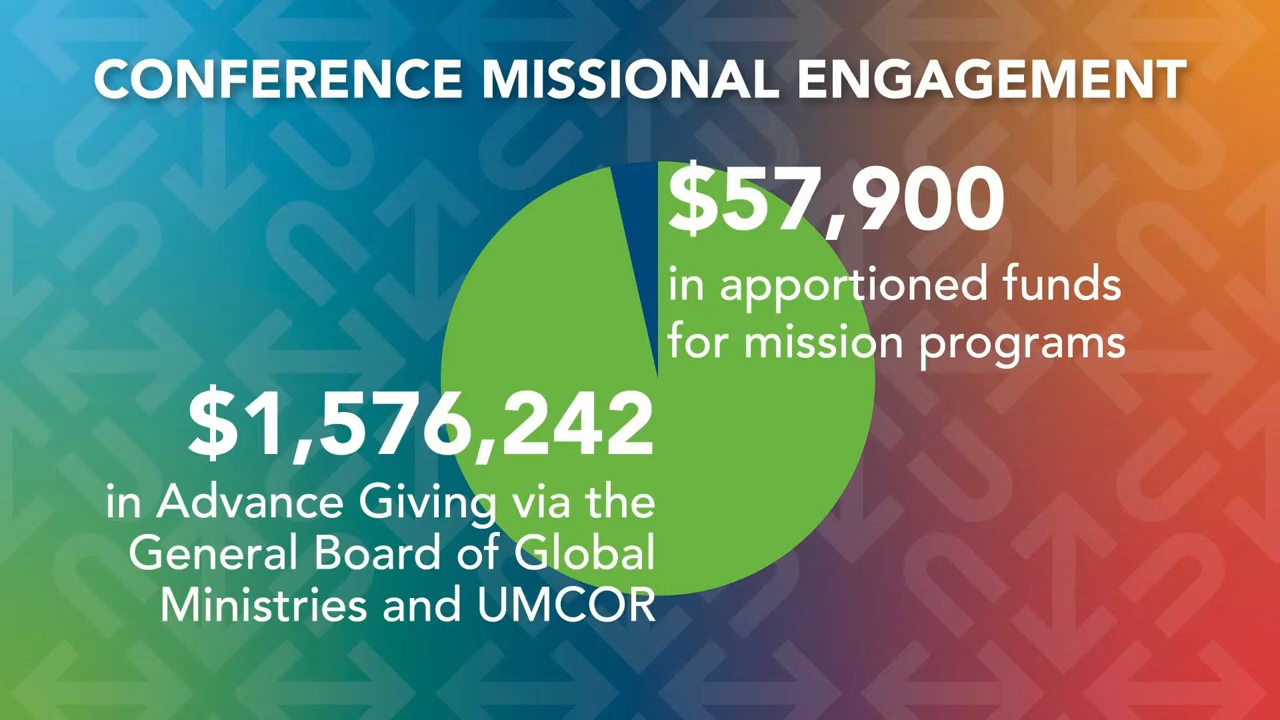 CONFERENCE MISSIONAL ENGAGEMENT
$57,900
in apportioned funds
for mission programs
$1,576,242
in Advance Giving via the
General Board of Global
Ministries and UMCOR